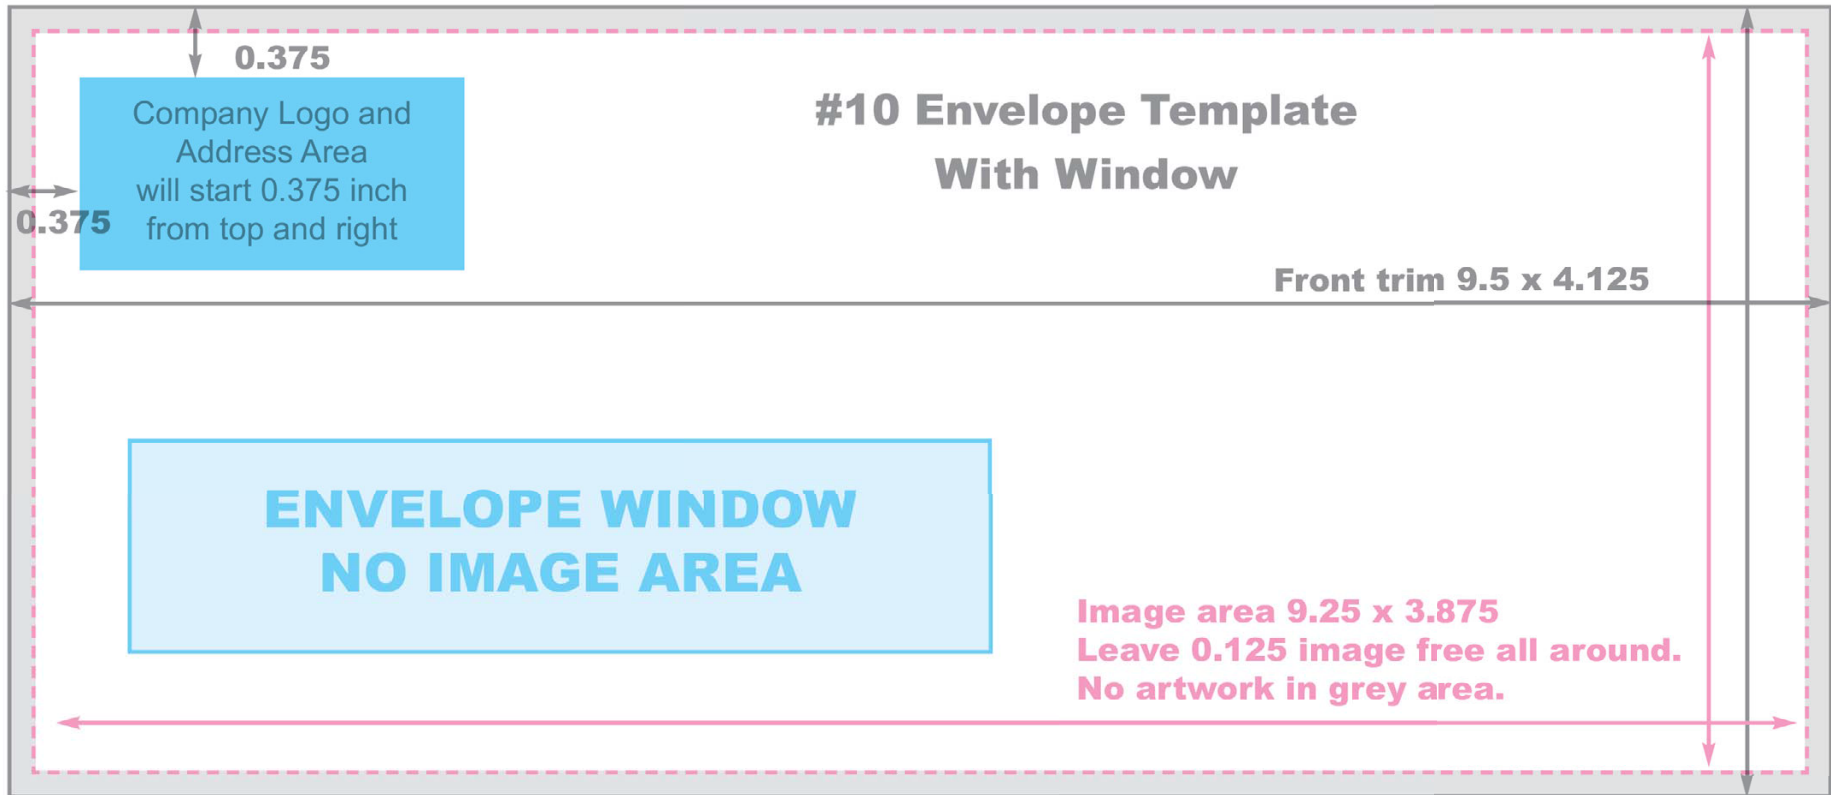 0.375
Company Logo and
Address Area
will start 0.375 inch
from top and right
0.375
#10 Envelope Template
With Window
Front trim 9.5 x 4.125
ENVELOPE WINDOW
NO IMAGE AREA
Image area 9.25 x 3.875
Leave 0.125 image free all around.
No artwork in grey area.